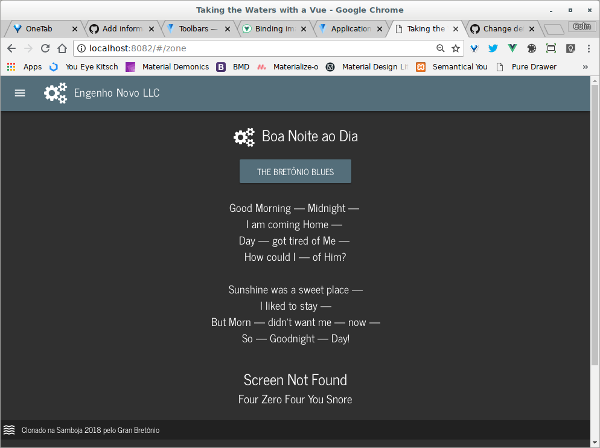 Taking the Waters with a Vue - Google Chrome
OneTab
Add inform
Toolbars —
Binding im
Application
Taking the
Change de
Colin
localhost:8082/#/zone
Apps
You Eye Kitsch
Material Demonics
BMD
Materialize-o
Material Design Li
Semantical You
Pure Drawer
»
Engenho Novo LLC
Boa Noite ao Dia
THE BRETÔNIO BLUES
Good Morning — Midnight —
I am coming Home —
Day — got tired of Me —
How could I — of Him?
Sunshine was a sweet place —
I liked to stay —
But Morn — didn't want me — now —
So — Goodnight — Day!
Screen Not Found
Four Zero Four You Snore
Clonado na Samboja 2018 pelo Gran Bretônio